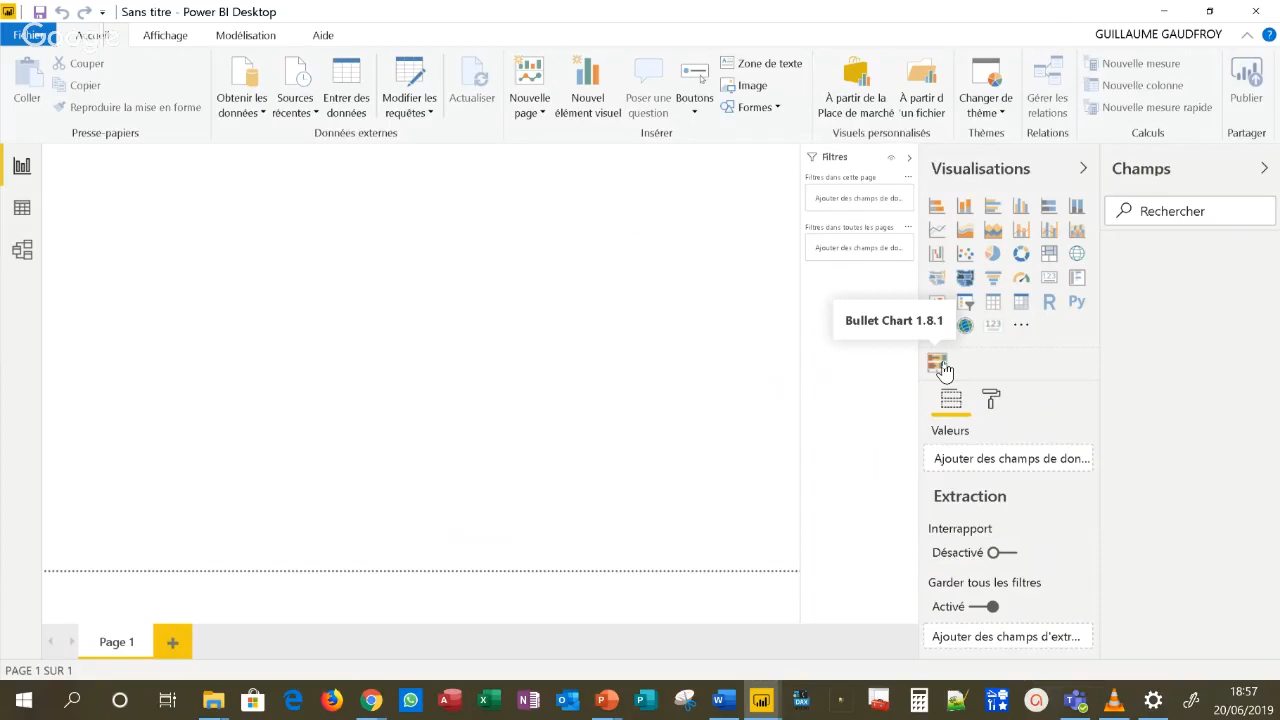 Sans titre - Power BI Desktop
Fichier Accueil Affichage Modélisation Aide
Google
GUILLAUME GAUDFROY
Coller
Couper
Copier
Reproduire la mise en forme
Presse-papiers
Obtenir les données
Sources récentes
Entrer des données
Données externes
Modifier les requêtes
Actualiser
Nouvelle page
Nouvel élément visuel
Poser une question
Boutons
Zone de texte
Image
Formes
Insérer
À partir de la Place de marché
À partir d 'un fichier
Visuels personnalisés
Changer de thème
Thèmes
Gérer les relations
Relations
Nouvelle mesure
Nouvelle colonne
Nouvelle mesure rapide
Calculs
Publier
Partager
Filtres
Filtres dans cette page ...
Ajouter des champs de do...
Filtres dans toutes les pages ...
Ajouter des champs de do...
Visualisations
R Py
123
Bullet Chart 1.8.1
Valeurs
Ajouter des champs de don...
Extraction
Interrapport
Désactivé
Garder tous les filtres
Activé
Ajouter des champs d'extr...
Champs
Rechercher
Page 1
PAGE 1 SUR 1
18:57
20/06/2019